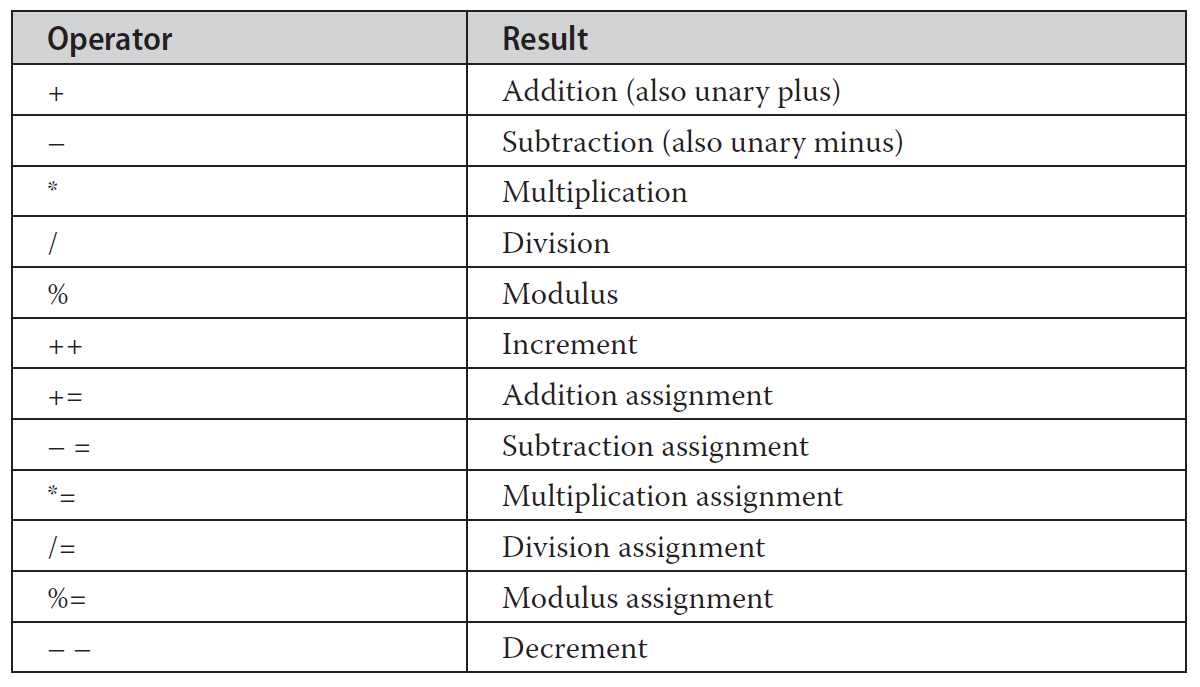 Operator Result
+ Addition (also unary plus)
– Subtraction (also unary minus)
* Multiplication
/ Division
% Modulus
++ Increment
+= Addition assignment
– = Subtraction assignment
*= Multiplication assignment
/= Division assignment
%= Modulus assignment
– – Decrement